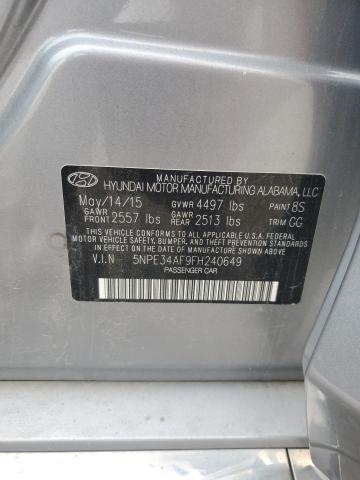 MANUFACTURED BY
HYUNDAI MOTOR MANUFACTURING ALABAMA, LLC
May/14/15 GVWR 4497 lbs PAINT 8S
GAWR FRONT 2557 lbs GAWR REAR 2513 lbs TRIM GG
THIS VEHICLE CONFORMS TO ALL APPLICABLE U.S. FEDERAL
MOTOR VEHICLE SAFETY, BUMPER, AND THEFT PREVENTION STANDARDS
IN EFFECT ON THE DATE OF MANUFACTURE SHOWN ABOVE.
V.I.N 5NPE34AF9FH240649
PASSENGER CAR